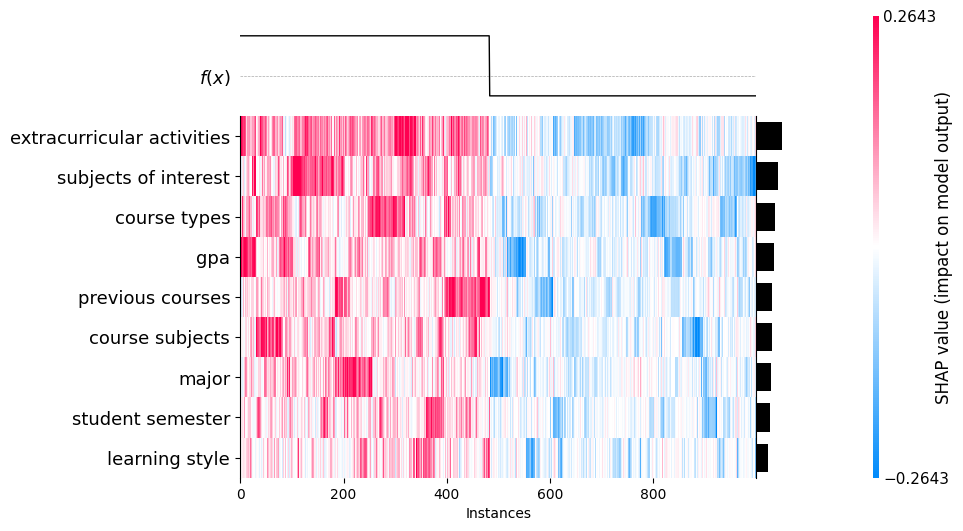 0.2643
f(x)
extracurricular activities
subjects of interest
course types
gpa
previous courses
course subjects
major
student semester
learning style
0 200 400 600 800
Instances
SHAP value (impact on model output)
−0.2643